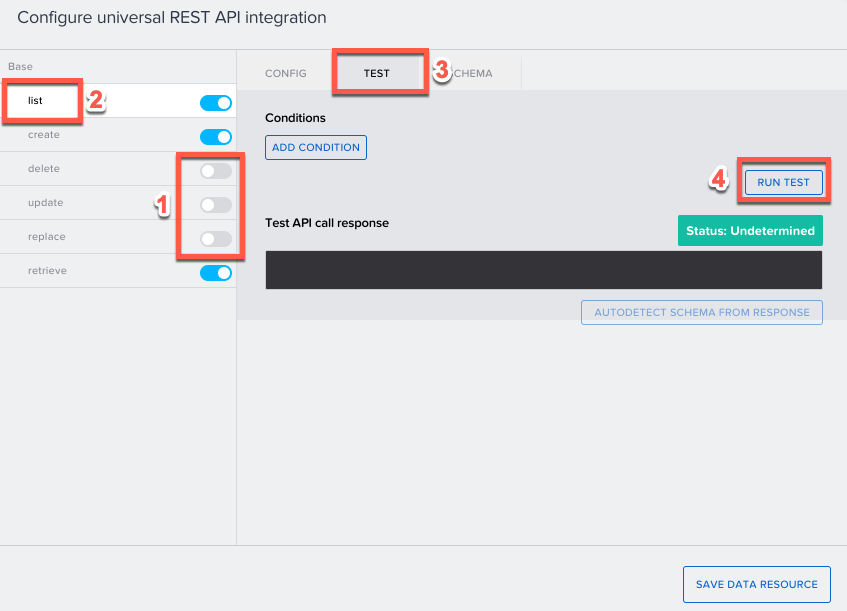 Configure universal REST API integration
Base
list
2
create
delete
update
replace
retrieve
1
CONFIG
TEST
3
CHEMA
Conditions
ADD CONDITION
4
RUN TEST
Test API call response
Status: Undetermined
AUTODETECT SCHEMA FROM RESPONSE
SAVE DATA RESOURCE